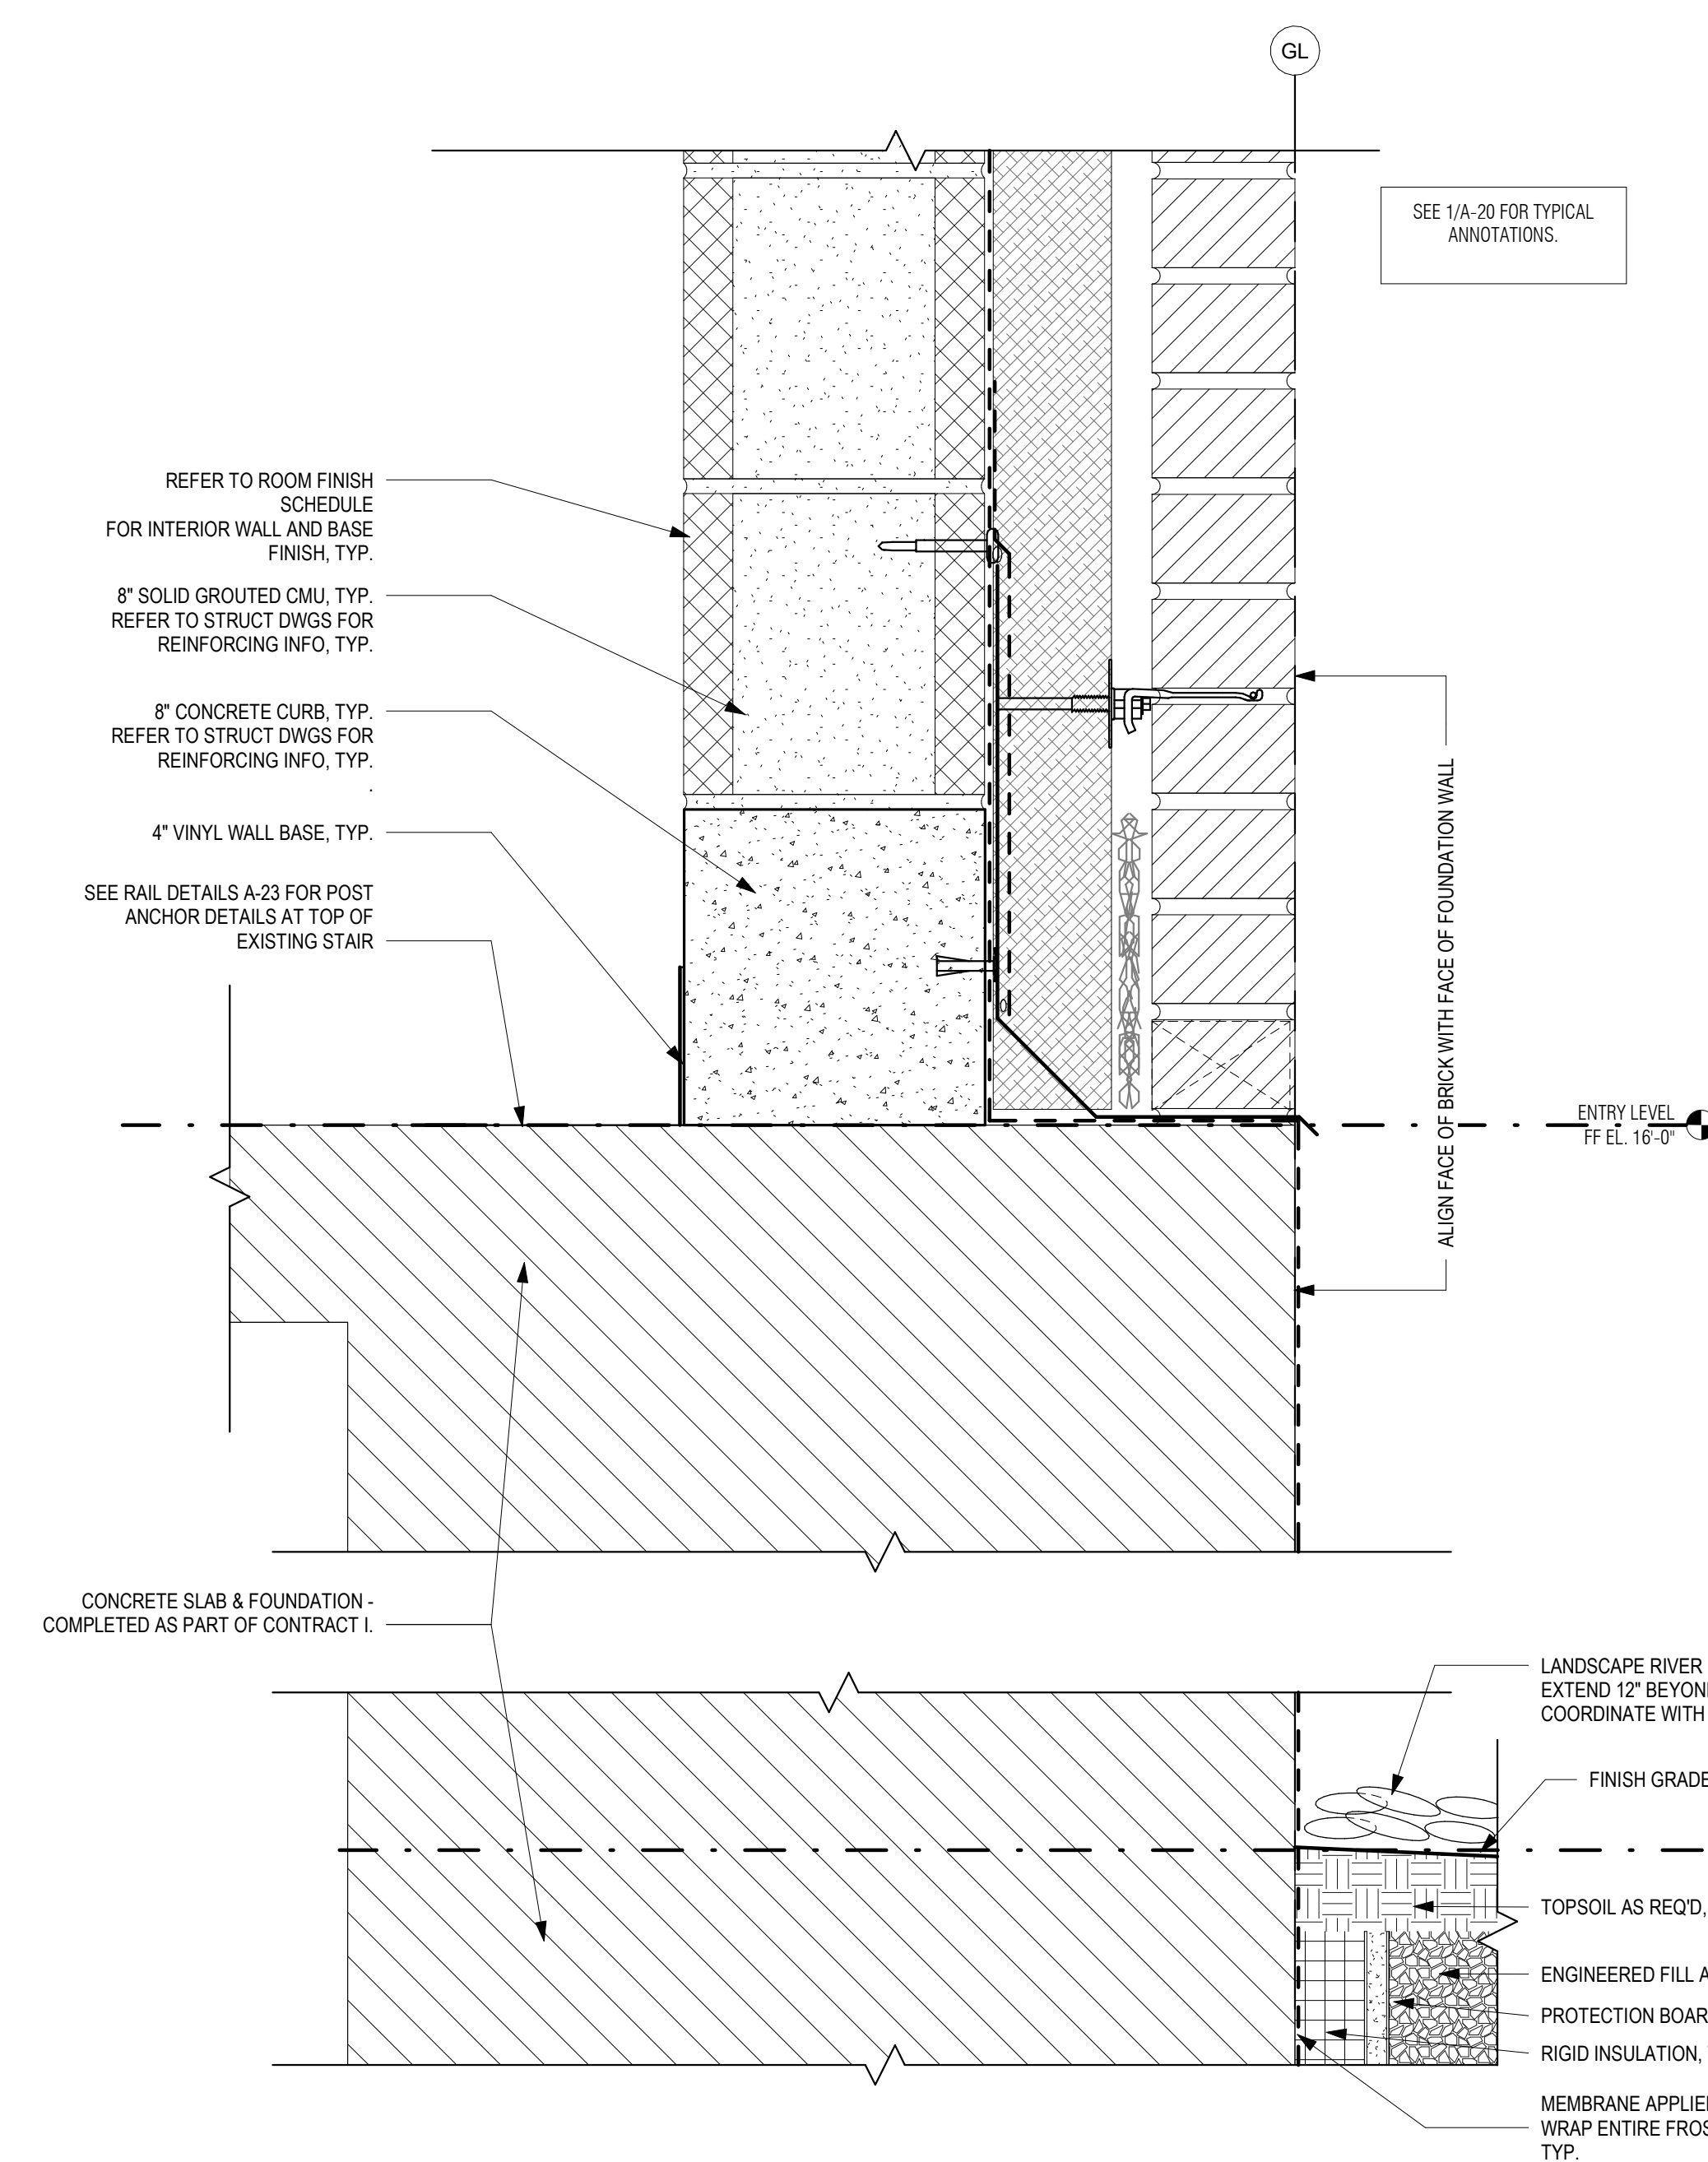 GL
SEE 1/A-20 FOR TYPICAL
ANNOTATIONS.
REFER TO ROOM FINISH
SCHEDULE
FOR INTERIOR WALL AND BASE
FINISH, TYP.
8" SOLID GROUTED CMU, TYP.
REFER TO STRUCT DWGS FOR
REINFORCING INFO, TYP.
8" CONCRETE CURB, TYP.
REFER TO STRUCT DWGS FOR
REINFORCING INFO, TYP.
.
4" VINYL WALL BASE, TYP.
SEE RAIL DETAILS A-23 FOR POST
ANCHOR DETAILS AT TOP OF
EXISTING STAIR
ALIGN FACE OF BRICK WITH FACE OF FOUNDATION WALL
ENTRY LEVEL
FF EL. 16'-0"
CONCRETE SLAB & FOUNDATION -
COMPLETED AS PART OF CONTRACT I.
LANDSCAPE RIVER
EXTEND 12" BEYON
COORDINATE WITH
FINISH GRADE
TOPSOIL AS REQ'D,
ENGINEERED FILL A
PROTECTION BOAR
RIGID INSULATION,
MEMBRANE APPLIE
WRAP ENTIRE FROS
TYP.